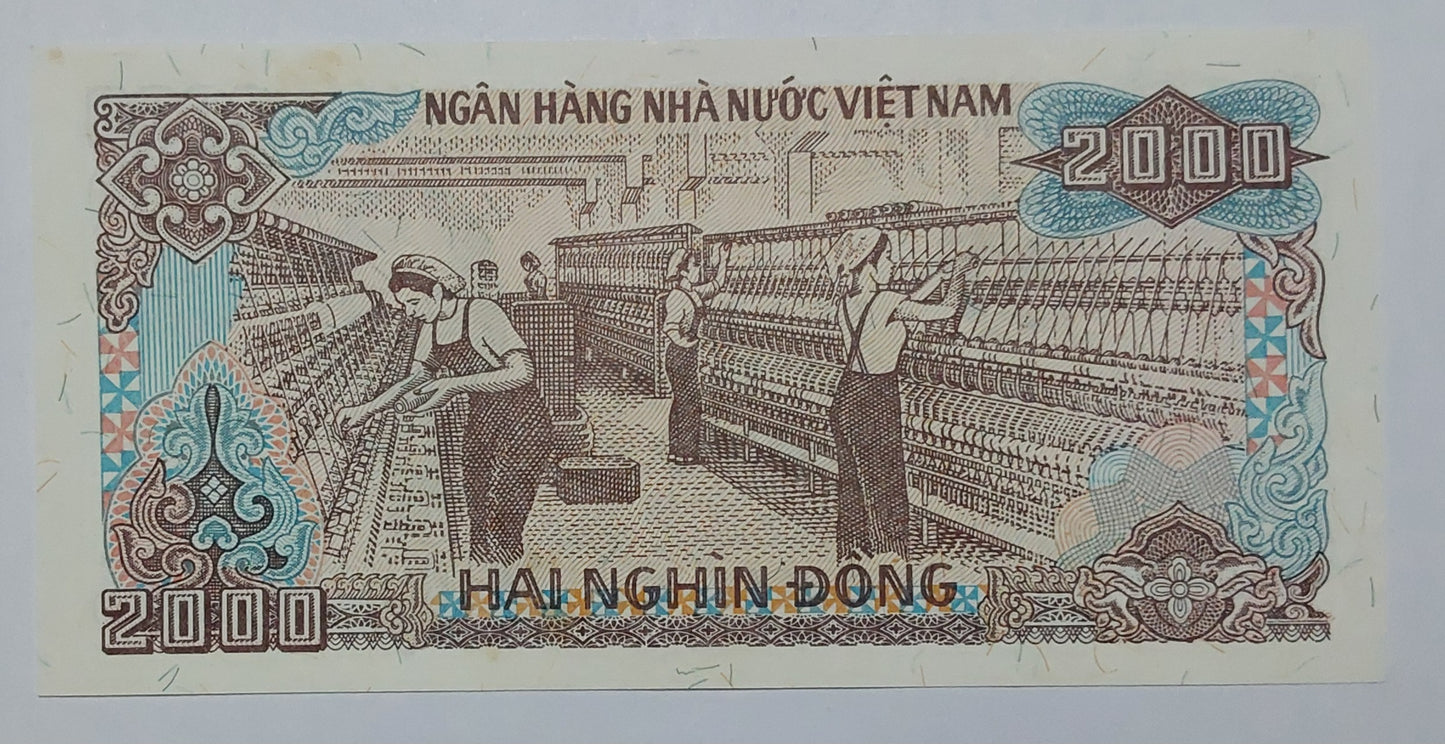 NGÂN HÀNG NHÀ NƯỚC VIỆT NAM
2000
HAI NGHÌN ĐỒNG
2000